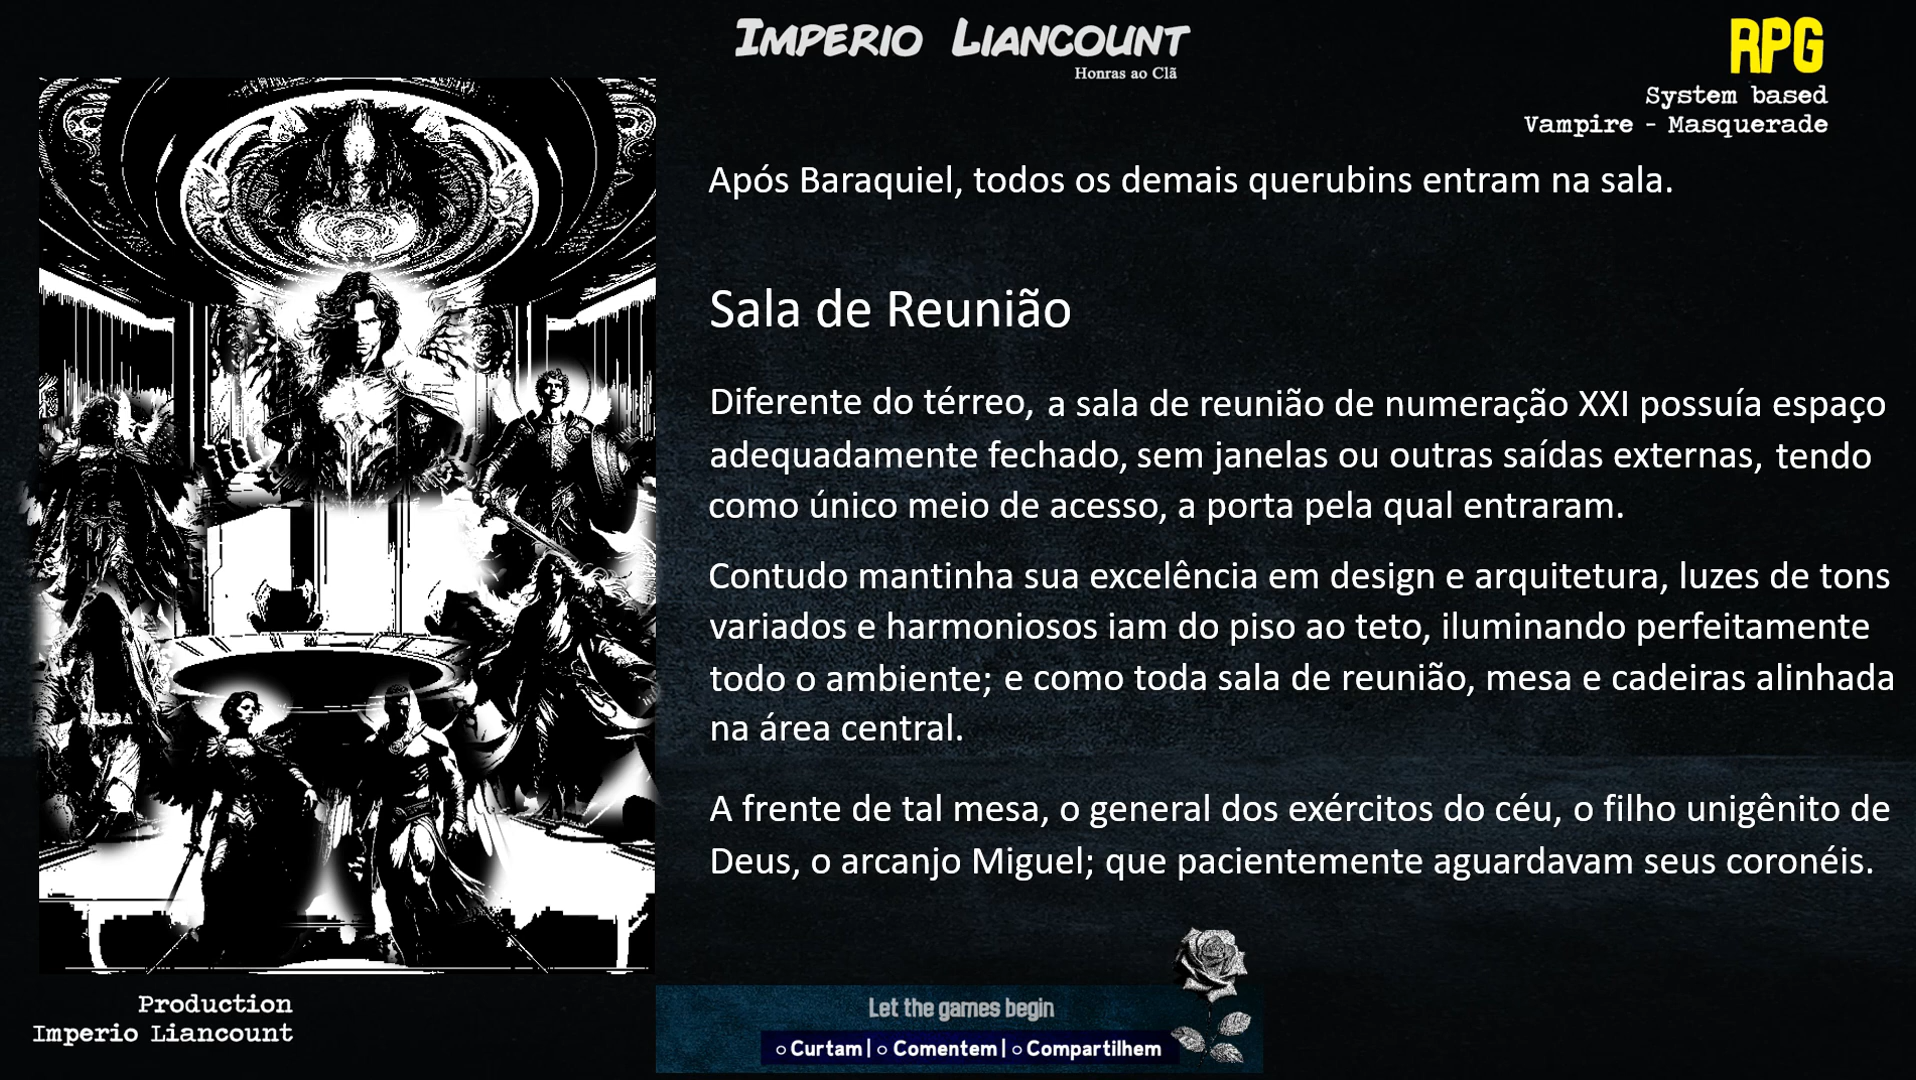 Imperio Liancount
Honras ao Clã
RPG
System based
Vampire - Masquerade
Após Baraquiel, todos os demais querubins entram na sala.
Sala de Reunião
Diferente do térreo, a sala de reunião de numeração XXI possuía espaço
adequadamente fechado, sem janelas ou outras saídas externas, tendo
como único meio de acesso, a porta pela qual entraram.
Contudo mantinha sua excelência em design e arquitetura, luzes de tons
variados e harmoniosos iam do piso ao teto, iluminando perfeitamente
todo o ambiente; e como toda sala de reunião, mesa e cadeiras alinhada
na área central.
A frente de tal mesa, o general dos exércitos do céu, o filho unigênito de
Deus, o arcanjo Miguel; que pacientemente aguardavam seus coronéis.
Production
Imperio Liancount
Let the games begin
○ Curtam | ○ Comentem | ○ Compartilhem